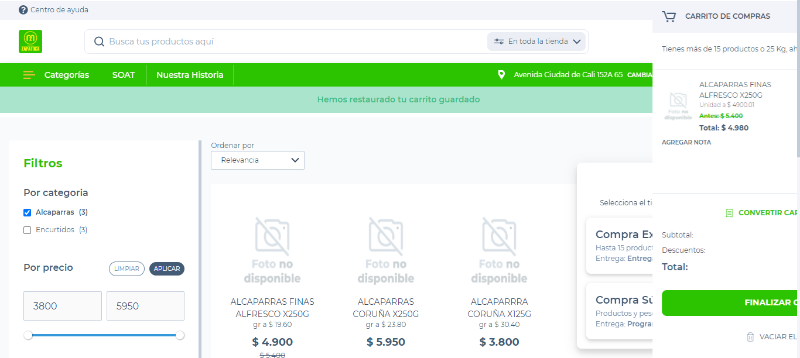 Centro de ayuda
Busca tus productos aquí
En toda la tienda
Categorías
SOAT
Nuestra Historia
Avenida Ciudad de Cali 152A 65 CAMBIA
Hemos restaurado tu carrito guardado
Filtros
Por categoria
Alcaparras (3)
Encurtidos (3)
Por precio
LIMPIAR
APLICAR
3800
5950
Ordenar por
Relevancia
Foto no
disponible
ALCAPARRAS FINAS
ALFRESCO X250G
gr a $ 19.60
$ 4.900
$ 5.400
Foto no
disponible
ALCAPARRAS
CORUÑA X250G
gr a $ 23.80
$ 5.950
Foto no
disponible
ALCAPARRRA
CORUÑA X125G
gr a $ 30.40
$ 3.800
Selecciona el ti
Compra Ex
Hasta 15 produc
Entrega: Entreg
Compra Sú
Productos y pes
Entrega: Progra
CARRITO DE COMPRAS
Tienes más de 15 productos o 25 Kg, ah
Foto no
disponible
ALCAPARRAS FINAS
ALFRESCO X250G
Unidad a $ 4900.01
Antes: $ 5.400
Total: $ 4.980
AGREGAR NOTA
CONVERTIR CAR
Subtotal:
Descuentos:
Total:
FINALIZAR C
VACIAR EL